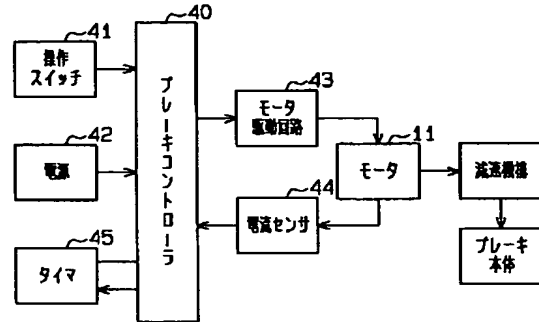 40
41
操作
スイッチ
42
電源
45
タイマ
ブレーキコントローラ
43
モータ
駆動回路
44
電流センサ
11
モータ
減速機構
ブレーキ
本体